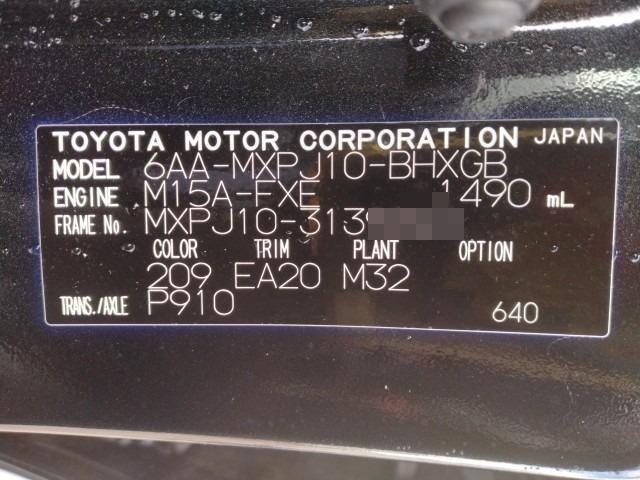 TOYOTA MOTOR CORPORATION JAPAN
MODEL 6AA-MXPJ10-BHXGB
ENGINE M15A-FXE 1490 mL
FRAME No. MXPJ10-3139
COLOR TRIM PLANT OPTION
209 EA20 M32
TRANS./AXLE P910 640